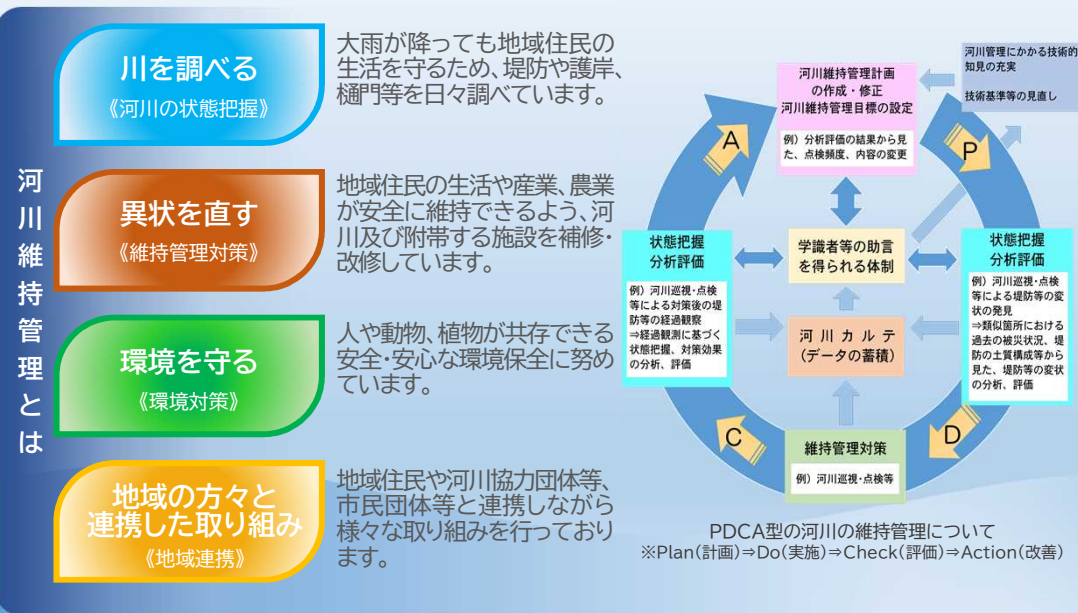 河川維持管理とは
川を調べる
《河川の状態把握》
大雨が降っても地域住民の
生活を守るため、堤防や護岸、
樋門等を日々調べています。
異状を直す
《維持管理対策》
地域住民の生活や産業、農業
が安全に維持できるよう、河
川及び附帯する施設を補修・
改修しています。
環境を守る
《環境対策》
人や動物、植物が共存できる
安全・安心な環境保全に努め
ています。
地域の方々と
連携した取り組み
《地域連携》
地域住民や河川協力団体等、
市民団体等と連携しながら
様々な取り組みを行っており
ます。
河川管理にかかる技術的
知見の充実
技術基準等の見直し
河川維持管理計画
の作成・修正
河川維持管理目標の設定
例）分析評価の結果から見
た、点検頻度、内容の変更
A
P
状態把握
分析評価
例）河川巡視・点検
等による対策後の堤
防等の経過観察
⇒経過観測に基づく
状態把握、対策効果
の分析、評価
学識者等の助言
を得られる体制
河川カルテ
（データの蓄積）
状態把握
分析評価
例）河川巡視・点検
等による堤防等の変
状の発見
⇒類似箇所における
過去の被災状況、堤
防の土質構成等から
見た、堤防等の変状
の分析、評価
C
D
維持管理対策
例）河川巡視・点検等
PDCA型の河川の維持管理について
※Plan(計画)⇒Do(実施)⇒Check(評価)⇒Action(改善)